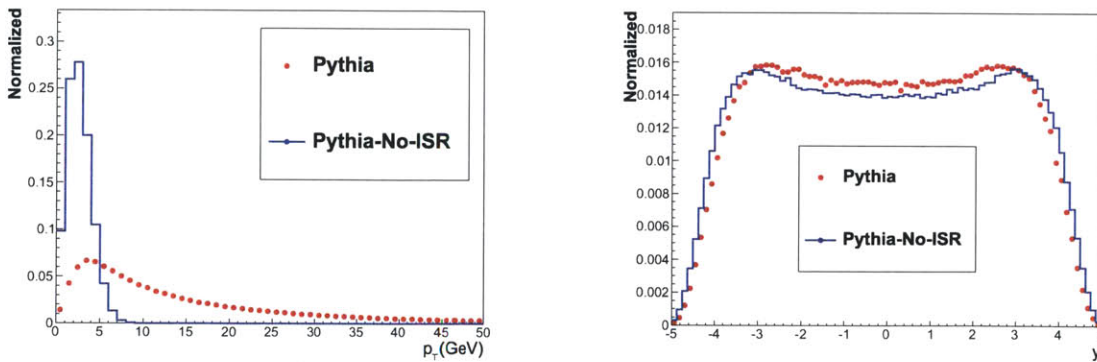 Normalized
0.3
0.25
0.2
0.15
0.1
0.05
0
Pythia
Pythia-No-ISR
0 5 10 15 20 25 30 35 40 45 50
p_T(GeV)
Normalized
0.018
0.016
0.014
0.012
0.01
0.008
0.006
0.004
0.002
0
Pythia
Pythia-No-ISR
-5 -4 -3 -2 -1 0 1 2 3 4 5
y